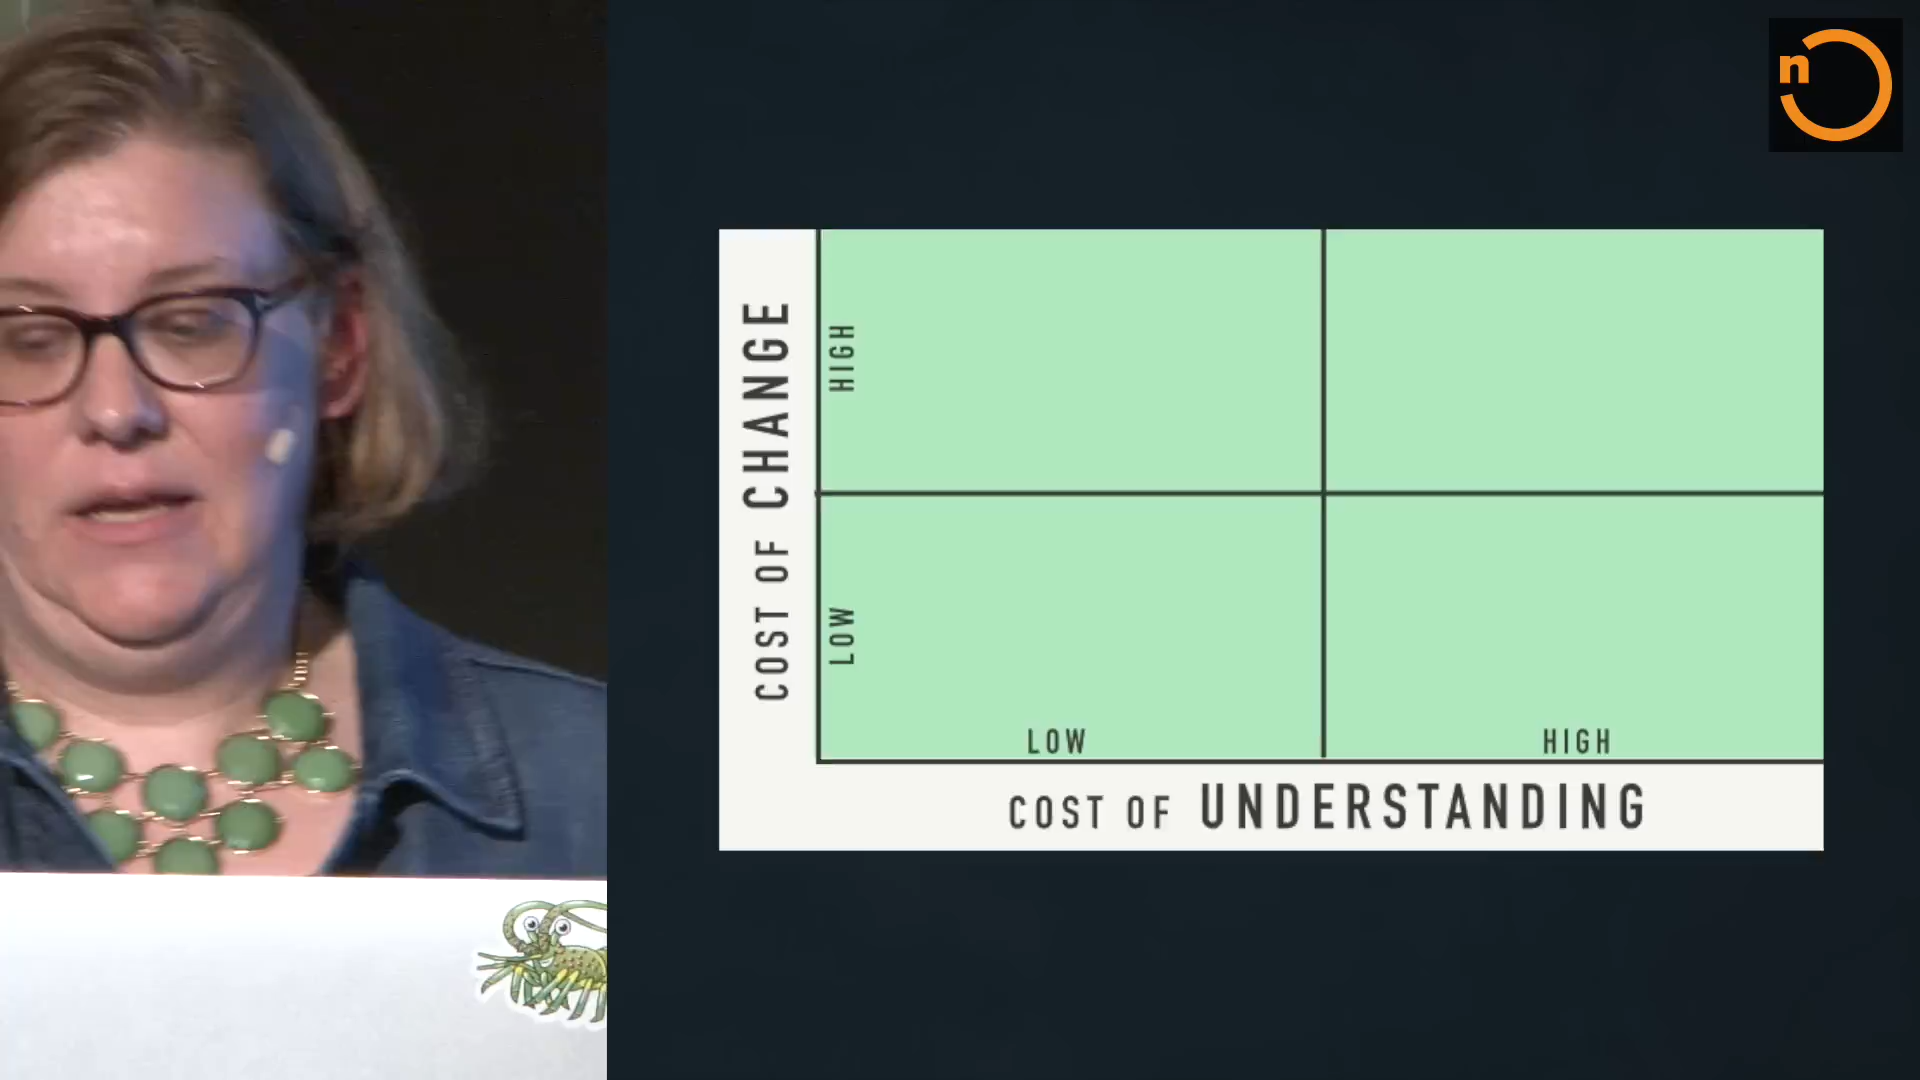 n
COST OF CHANGE
HIGH
LOW
LOW
HIGH
COST OF UNDERSTANDING